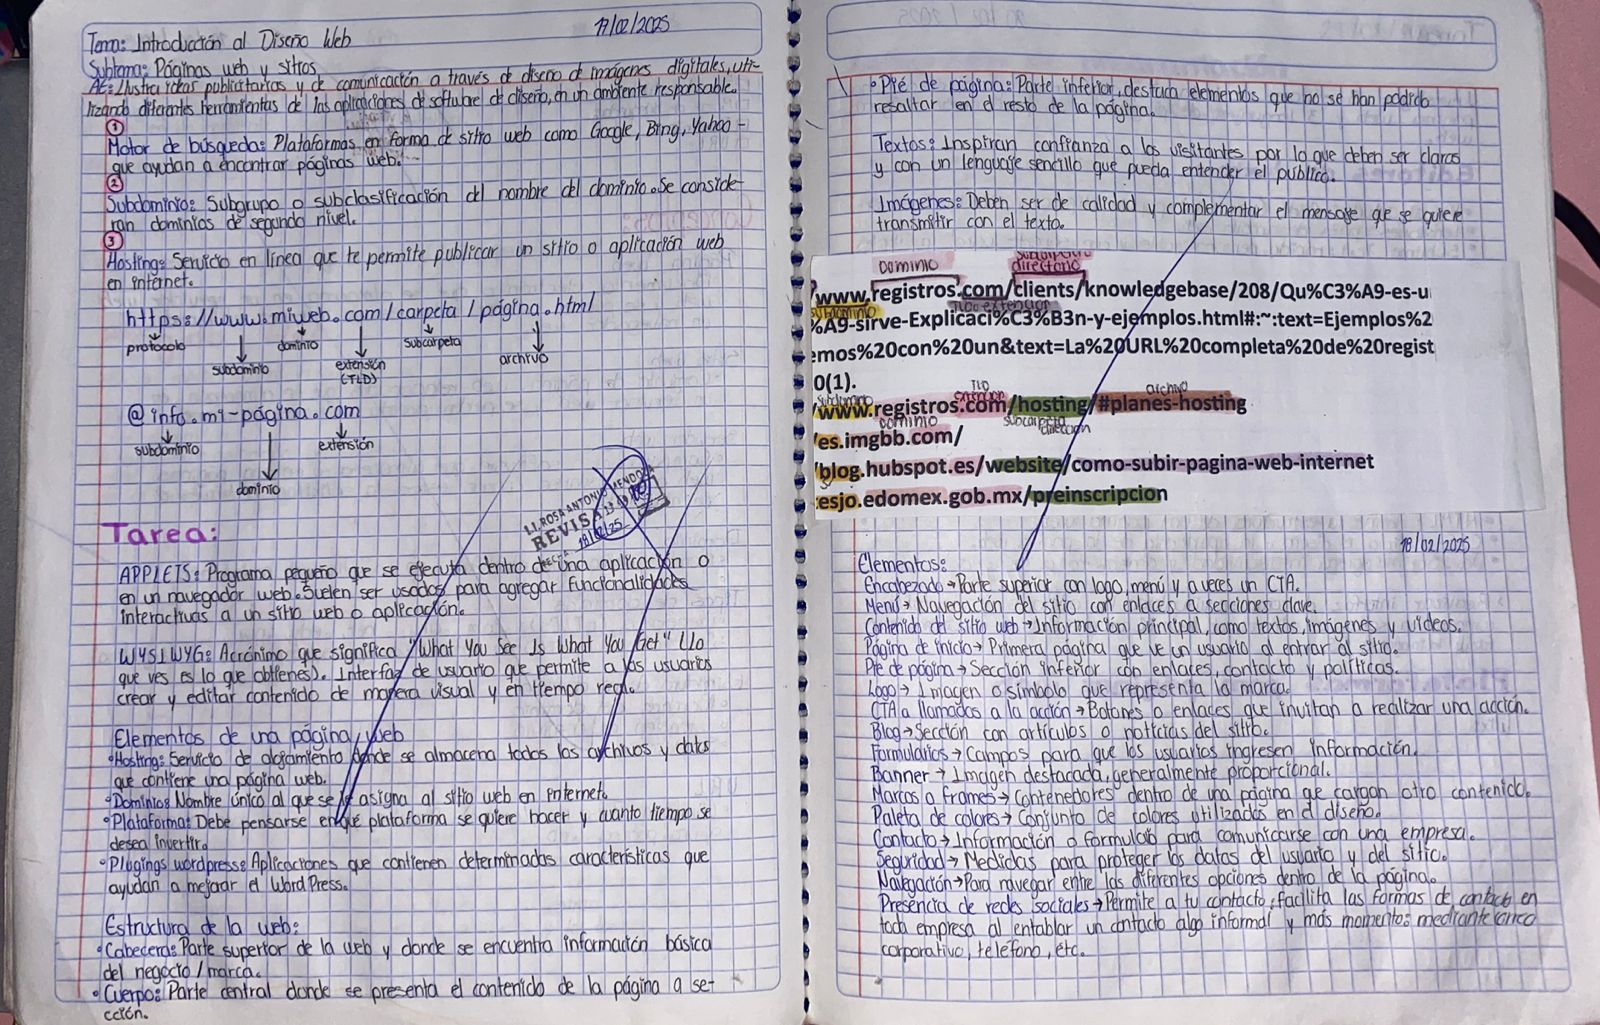 17/02/2025
Tema: Introducción al Diseño Web
Subtema: Páginas web y sitios
AE: Ilustra ideas publicitarias y de comunicación a través de diseño de imágenes digitales, uti-
lizando diferentes herramientas de las aplicaciones de software de diseño, en un ambiente responsable.
1
Motor de búsqueda: Plataformas en forma de sitio web como Google, Bing, Yahoo -
que ayudan a encontrar páginas web.
2
Subdominio: Subgrupo o subclasificación del nombre del dominio. Se conside-
ran dominios de segundo nivel.
3
Hosting: Servicio en línea que te permite publicar un sitio o aplicación web
en internet.
https://www.miweb.com/carpeta/página.html
protocolo
subdominio
dominio
extensión
(TLD)
subcarpeta
archivo
@info.mi-página.com
subdominio
dominio
extensión
LI. ROSA ANTONIO MENDOZA
REVISA
19/02/25
Tarea:
APPLETS: Programa pequeño que se ejecuta dentro de una aplicación o
en un navegador web. Suelen ser usados para agregar funcionalidades
interactivas a un sitio web o aplicación.
WYSIWYG: Acrónimo que significa "What You See Is What You Get" (lo
que ves es lo que obtienes). Interfaz de usuario que permite a los usuarios
crear y editar contenido de manera visual y en tiempo real.
Elementos de una página web
• Hosting: Servicio de alojamiento donde se almacena todos los archivos y datos
que contiene una página web.
• Dominio: Nombre único al que se le asigna al sitio web en internet.
• Plataforma: Debe pensarse en qué plataforma se quiere hacer y cuanto tiempo se
desea invertir.
• Plugings wordpress: Aplicaciones que contienen determinadas características que
ayudan a mejorar el WordPress.
Estructura de la web:
• Cabecera: Parte superior de la web y donde se encuentra información básica
del negocio/marca.
• Cuerpo: Parte central donde se presenta el contenido de la página a se-
cción.
• Pié de página: Parte inferior, destaca elementos que no se han podido
resaltar en el resto de la página.
Textos: Inspiran confianza a los visitantes por lo que deben ser claros
y con un lenguaje sencillo que pueda entender el público.
Imágenes: Deben ser de calidad y complementar el mensaje que se quiere
transmitir con el texto.
dominio
subcarpeta
directorio
www.registros.com/clients/knowledgebase/208/Qu%C3%A9-es-u
subdominio
TLD extensión
%A9-sirve-Explicaci%C3%B3n-y-ejemplos.html#:~:text=Ejemplos%2
emos%20con%20un&text=La%20URL%20completa%20de%20regist
0(1).
subdominio
TLD
extensión
archivo
/www.registros.com/hosting/#planes-hosting
dominio
subcarpeta
dirección
/es.imgbb.com/
/blog.hubspot.es/website/como-subir-pagina-web-internet
esjo.edomex.gob.mx/preinscripcion
18/02/2025
Elementos:
Encabezado → Parte superior con logo, menú y a veces un CTA.
Menú → Navegación del sitio con enlaces a secciones clave.
Contenido del sitio web → Información principal, como textos, imágenes y videos.
Página de inicio → Primera página que ve un usuario al entrar al sitio.
Pie de página → Sección inferior con enlaces, contacto y políticas.
Logo → Imagen o símbolo que representa la marca.
CTA a llamados a la acción → Botones o enlaces que invitan a realizar una acción.
Blog → Sección con artículos o noticias del sitio.
Formularios → Campos para que los usuarios ingresen información.
Banner → Imagen destacada, generalmente proporcional.
Marcos o frames → Contenedores dentro de una página que cargan otro contenido.
Paleta de colores → Conjunto de colores utilizados en el diseño.
Contacto → Información o formulario para comunicarse con una empresa.
Seguridad → Medidas para proteger los datos del usuario y del sitio.
Navegación → Para navegar entre las diferentes opciones dentro de la página.
Presencia de redes sociales → Permite a tu contacto, facilita las formas de contacto en
toda empresa al entablar un contacto algo informal y más momento: mediante correo
corporativo, teléfono, etc.